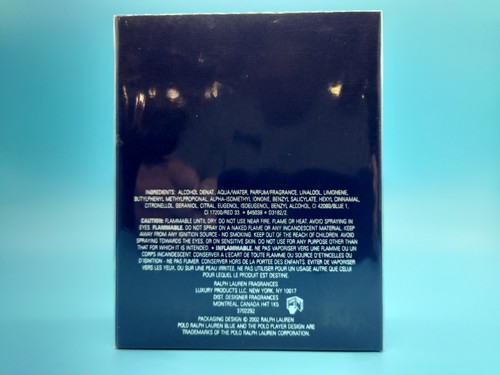 INGREDIENTS: ALCOHOL DENAT., AQUA/WATER, PARFUM/FRAGRANCE, LINALOOL, LIMONENE,
BUTYLPHENYL METHYLPROPIONAL, ALPHA-ISOMETHYL IONONE, BENZYL SALICYLATE, HEXYL CINNAMAL,
CITRONELLOL, GERANIOL, CITRAL, EUGENOL, ISOEUGENOL, BENZYL ALCOHOL, CI 42090/BLUE 1,
CI 17200/RED 33. • 645039 • 03182/2
CAUTION: FLAMMABLE UNTIL DRY. DO NOT USE NEAR FIRE, FLAME OR HEAT. AVOID SPRAYING IN
EYES. FLAMMABLE. DO NOT SPRAY ON A NAKED FLAME OR ANY INCANDESCENT MATERIAL. KEEP
AWAY FROM ANY IGNITION SOURCE - NO SMOKING. KEEP OUT OF THE REACH OF CHILDREN. AVOID
SPRAYING TOWARDS THE EYES, OR ON SENSITIVE SKIN. DO NOT USE FOR ANY PURPOSE OTHER THAN
THAT FOR WHICH IT IS INTENDED. • INFLAMMABLE. NE PAS VAPORISER VERS UNE FLAMME OU UN
CORPS INCANDESCENT. CONSERVER A L'ECART DE TOUTE FLAMME OU SOURCE D'ETINCELLES OU
D'IGNITION - NE PAS FUMER. CONSERVER HORS DE LA PORTEE DES ENFANTS. EVITER DE VAPORISER
VERS LES YEUX, OU SUR UNE PEAU IRRITEE. NE PAS UTILISER POUR UN USAGE AUTRE QUE CELUI
POUR LEQUEL LE PRODUIT EST DESTINE.
RALPH LAUREN FRAGRANCES
LUXURY PRODUCTS LLC. NEW YORK, NY 10017
DIST. DESIGNER FRAGRANCES
MONTREAL, CANADA H4T 1K5
3702292
PACKAGING DESIGN © 2002 RALPH LAUREN
POLO RALPH LAUREN BLUE AND THE POLO PLAYER DESIGN ARE
TRADEMARKS OF THE POLO RALPH LAUREN CORPORATION.